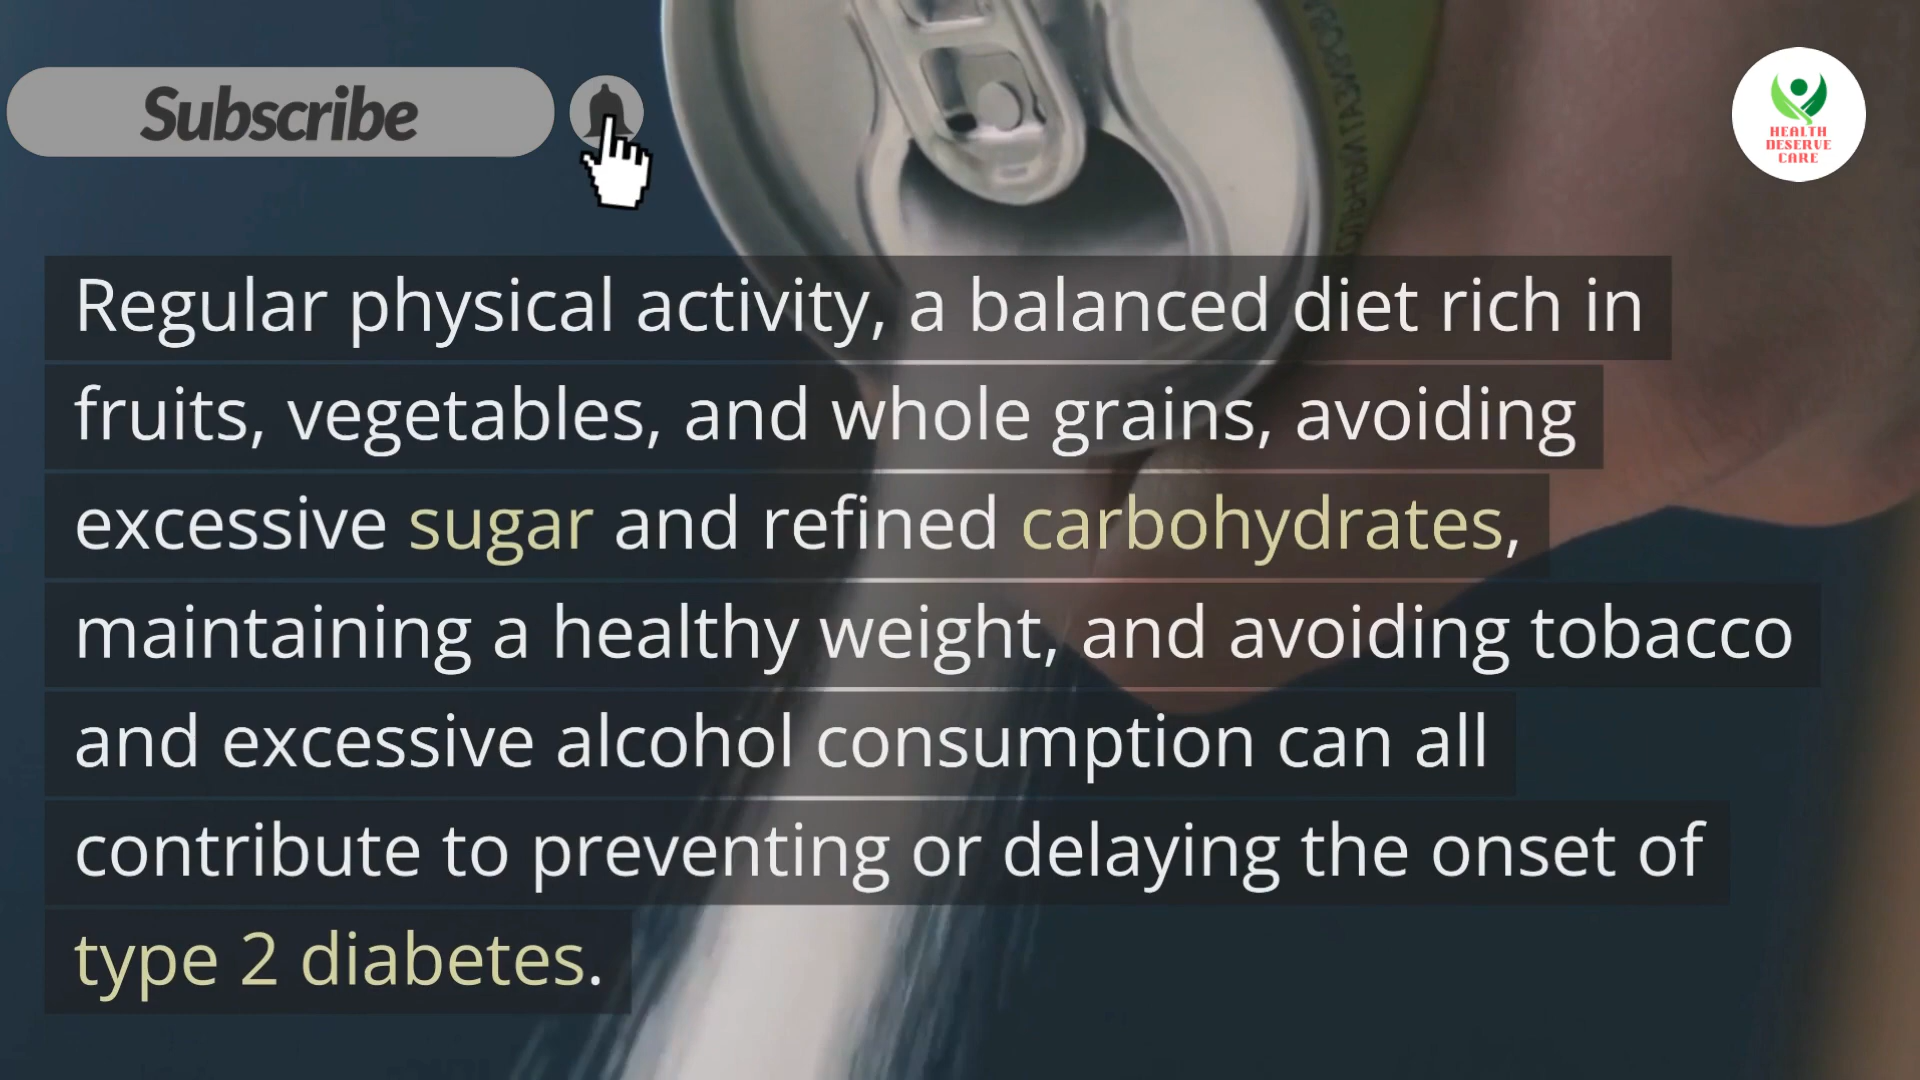 Subscribe
HEALTH
DESERVE
CARE
Regular physical activity, a balanced diet rich in
fruits, vegetables, and whole grains, avoiding
excessive sugar and refined carbohydrates,
maintaining a healthy weight, and avoiding tobacco
and excessive alcohol consumption can all
contribute to preventing or delaying the onset of
type 2 diabetes.